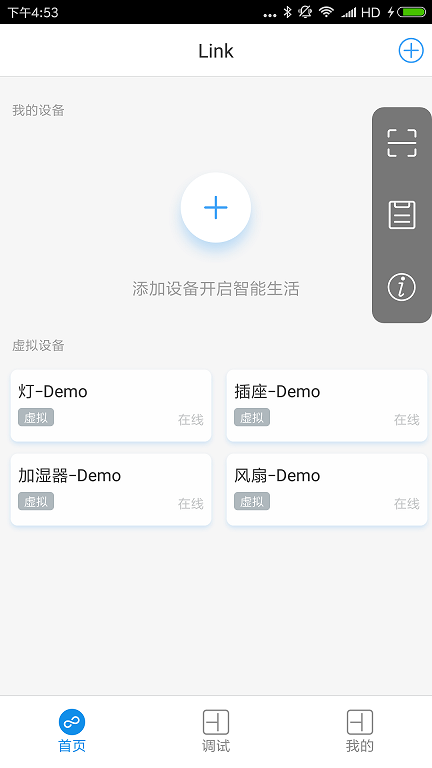 下午4:53
HD
Link
我的设备
添加设备开启智能生活
虚拟设备
灯-Demo
虚拟
在线
插座-Demo
虚拟
在线
加湿器-Demo
虚拟
在线
风扇-Demo
虚拟
在线
首页
调试
我的